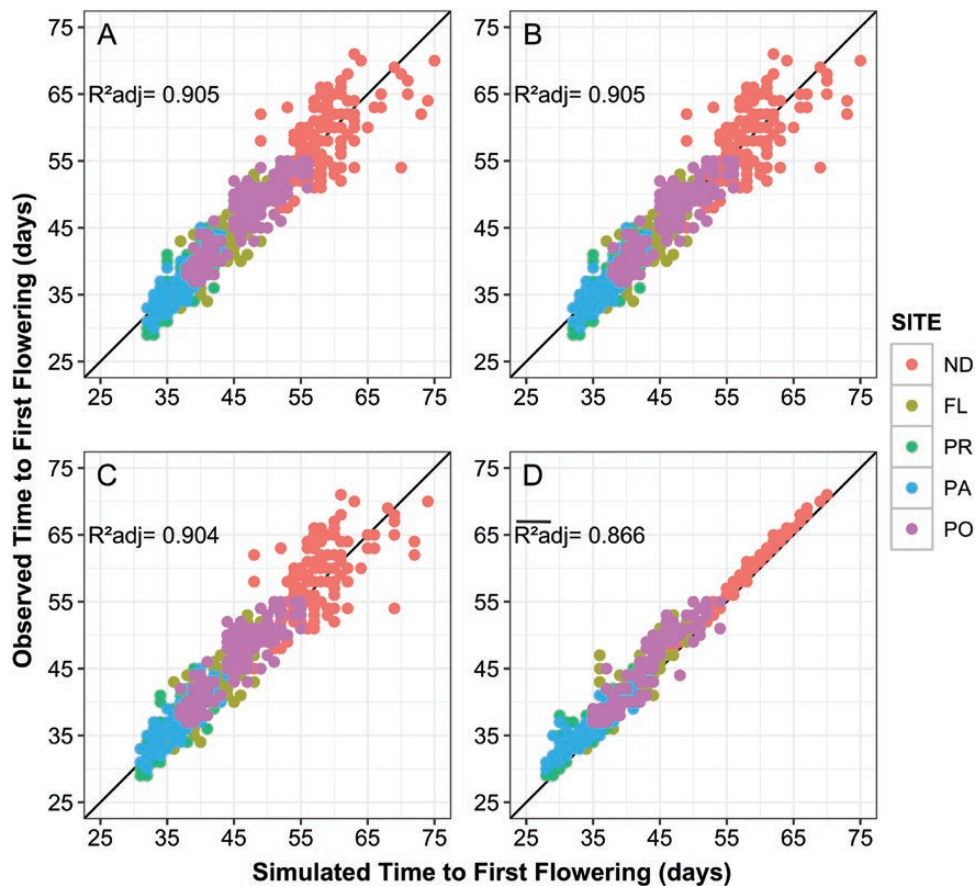 A
R²adj= 0.905
75
65
55
45
35
25
25 35 45 55 65 75
B
R²adj= 0.905
75
65
55
45
35
25
25 35 45 55 65 75
C
R²adj= 0.904
75
65
55
45
35
25
25 35 45 55 65 75
D
R²adj= 0.866
75
65
55
45
35
25
25 35 45 55 65 75
Observed Time to First Flowering (days)
Simulated Time to First Flowering (days)
SITE
ND
FL
PR
PA
PO